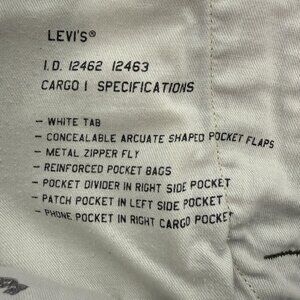 LEVI'S®
I.D. 12462 12463
CARGO I SPECIFICATIONS
- WHITE TAB
- CONCEALABLE ARCUATE SHAPED POCKET FLAPS
- METAL ZIPPER FLY
- REINFORCED POCKET BAGS
- POCKET DIVIDER IN RIGHT SIDE POCKET
- PATCH POCKET IN LEFT SIDE POCKET
- PHONE POCKET IN RIGHT CARGO POCKET